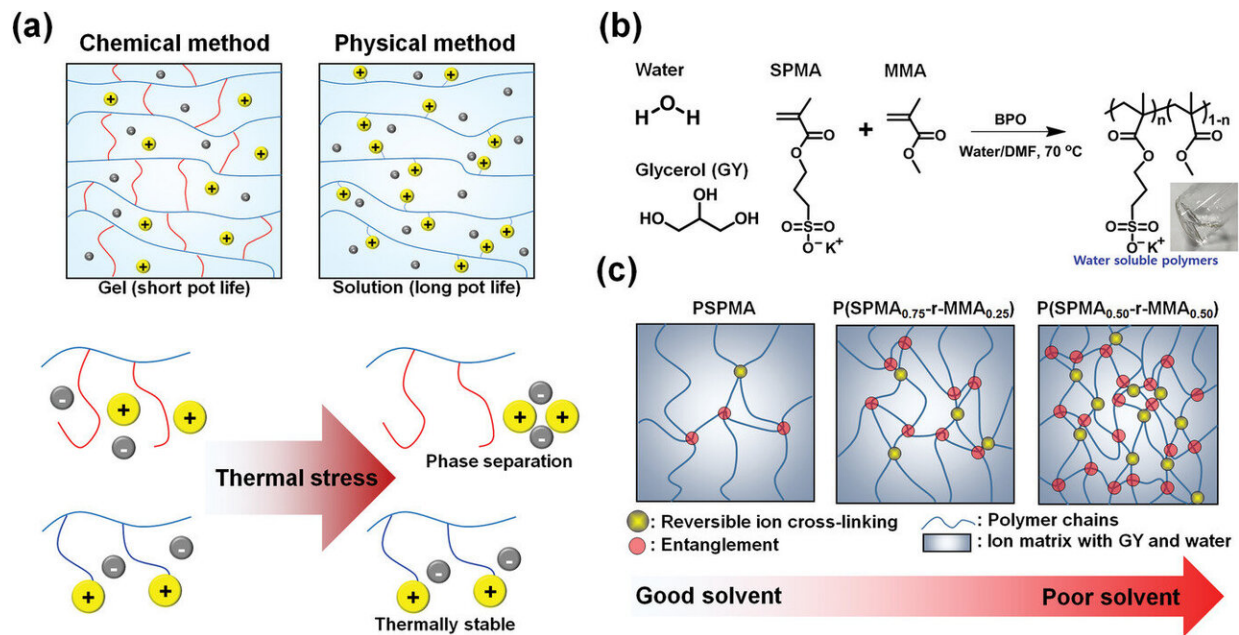 (a)
Chemical method
Physical method
Gel (short pot life)
Solution (long pot life)
Thermal stress
Phase separation
Thermally stable
(b)
Water
H O H
Glycerol (GY)
OH
HO OH
SPMA
MMA
+
O
O
O=S=O
O⁻K⁺
O
O
BPO
Water/DMF, 70 °C
n 1-n
O O
O O
O=S=O
O⁻K⁺
Water soluble polymers
(c)
PSPMA
P(SPMA₀.₇₅-r-MMA₀.₂₅)
P(SPMA₀.₅₀-r-MMA₀.₅₀)
: Reversible ion cross-linking
: Entanglement
: Polymer chains
: Ion matrix with GY and water
Good solvent
Poor solvent